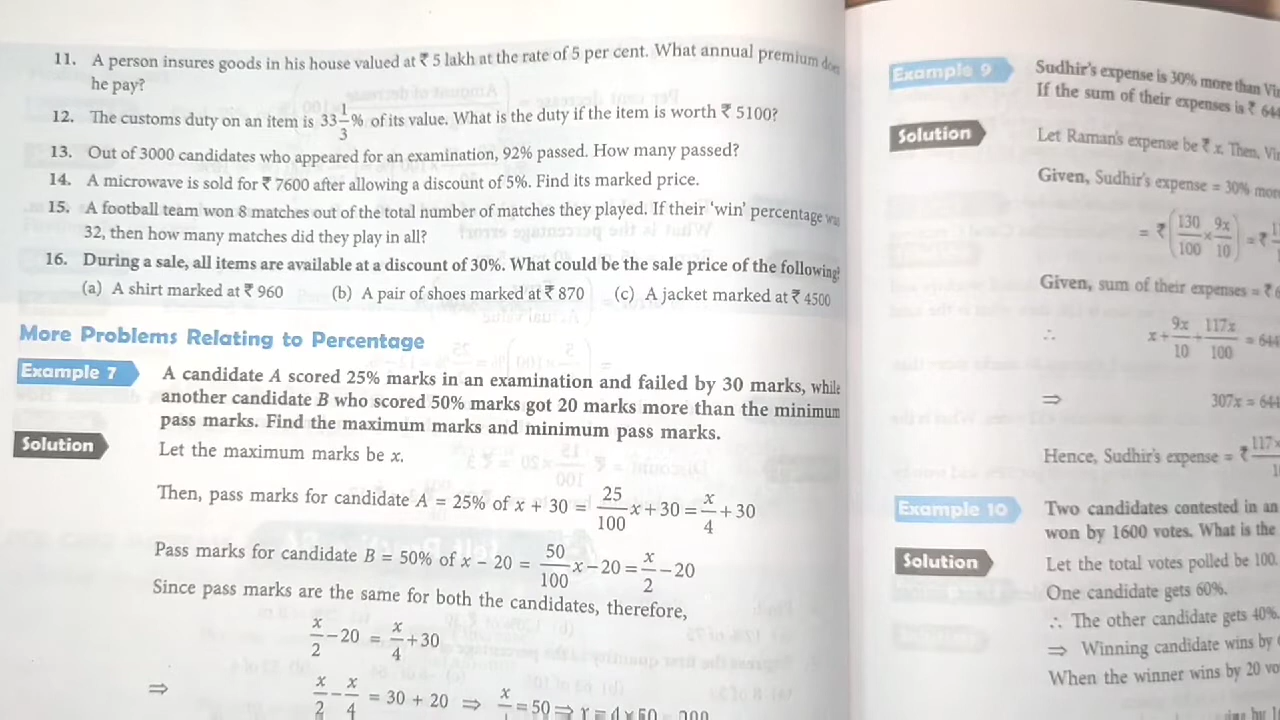 11. A person insures goods in his house valued at ₹ 5 lakh at the rate of 5 per cent. What annual premium does
he pay?
12. The customs duty on an item is 33 1/3 % of its value. What is the duty if the item is worth ₹ 5100?
13. Out of 3000 candidates who appeared for an examination, 92% passed. How many passed?
14. A microwave is sold for ₹ 7600 after allowing a discount of 5%. Find its marked price.
15. A football team won 8 matches out of the total number of matches they played. If their 'win' percentage was
32, then how many matches did they play in all?
16. During a sale, all items are available at a discount of 30%. What could be the sale price of the following
(a) A shirt marked at ₹ 960 (b) A pair of shoes marked at ₹ 870 (c) A jacket marked at ₹ 4500
More Problems Relating to Percentage
Example 7 A candidate A scored 25% marks in an examination and failed by 30 marks, while
another candidate B who scored 50% marks got 20 marks more than the minimum
pass marks. Find the maximum marks and minimum pass marks.
Solution Let the maximum marks be x.
Then, pass marks for candidate A = 25% of x + 30 = 25/100 x + 30 = x/4 + 30
Pass marks for candidate B = 50% of x – 20 = 50/100 x – 20 = x/2 – 20
Since pass marks are the same for both the candidates, therefore,
x/2 – 20 = x/4 + 30
⇒ x/2 – x/4 = 30 + 20 ⇒ x/4 = 50 ⇒ x = 4 × 50 = 200
Example 9 Sudhir's expense is 30% more than
If the sum of their expenses is ₹ 644
Solution Let Raman's expense be ₹ x. Then,
Given, Sudhir's expense = 30% more
= ₹ (130/100 × 9x/10) = ₹
Given, sum of their expenses = ₹
∴ x + 9x/10 + 117x/100 = 644
⇒ 307x = 644
Hence, Sudhir's expense = ₹ 117x
Example 10 Two candidates contested in an
won by 1600 votes. What is the
Solution Let the total votes polled be 100.
One candidate gets 60%.
∴ The other candidate gets 40%.
⇒ Winning candidate wins by
When the winner wins by 20